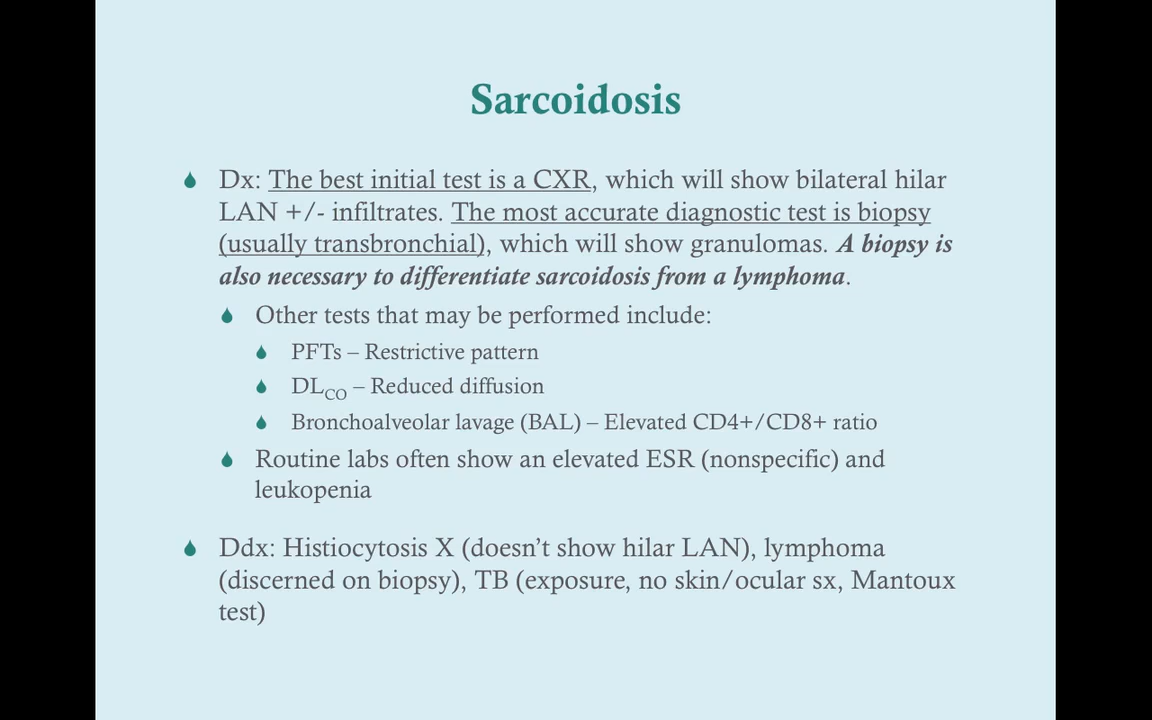 Sarcoidosis
Dx: The best initial test is a CXR, which will show bilateral hilar
LAN +/- infiltrates. The most accurate diagnostic test is biopsy
(usually transbronchial), which will show granulomas. A biopsy is
also necessary to differentiate sarcoidosis from a lymphoma.
Other tests that may be performed include:
PFTs – Restrictive pattern
DLCO – Reduced diffusion
Bronchoalveolar lavage (BAL) – Elevated CD4+/CD8+ ratio
Routine labs often show an elevated ESR (nonspecific) and
leukopenia
Ddx: Histiocytosis X (doesn’t show hilar LAN), lymphoma
(discerned on biopsy), TB (exposure, no skin/ocular sx, Mantoux
test)